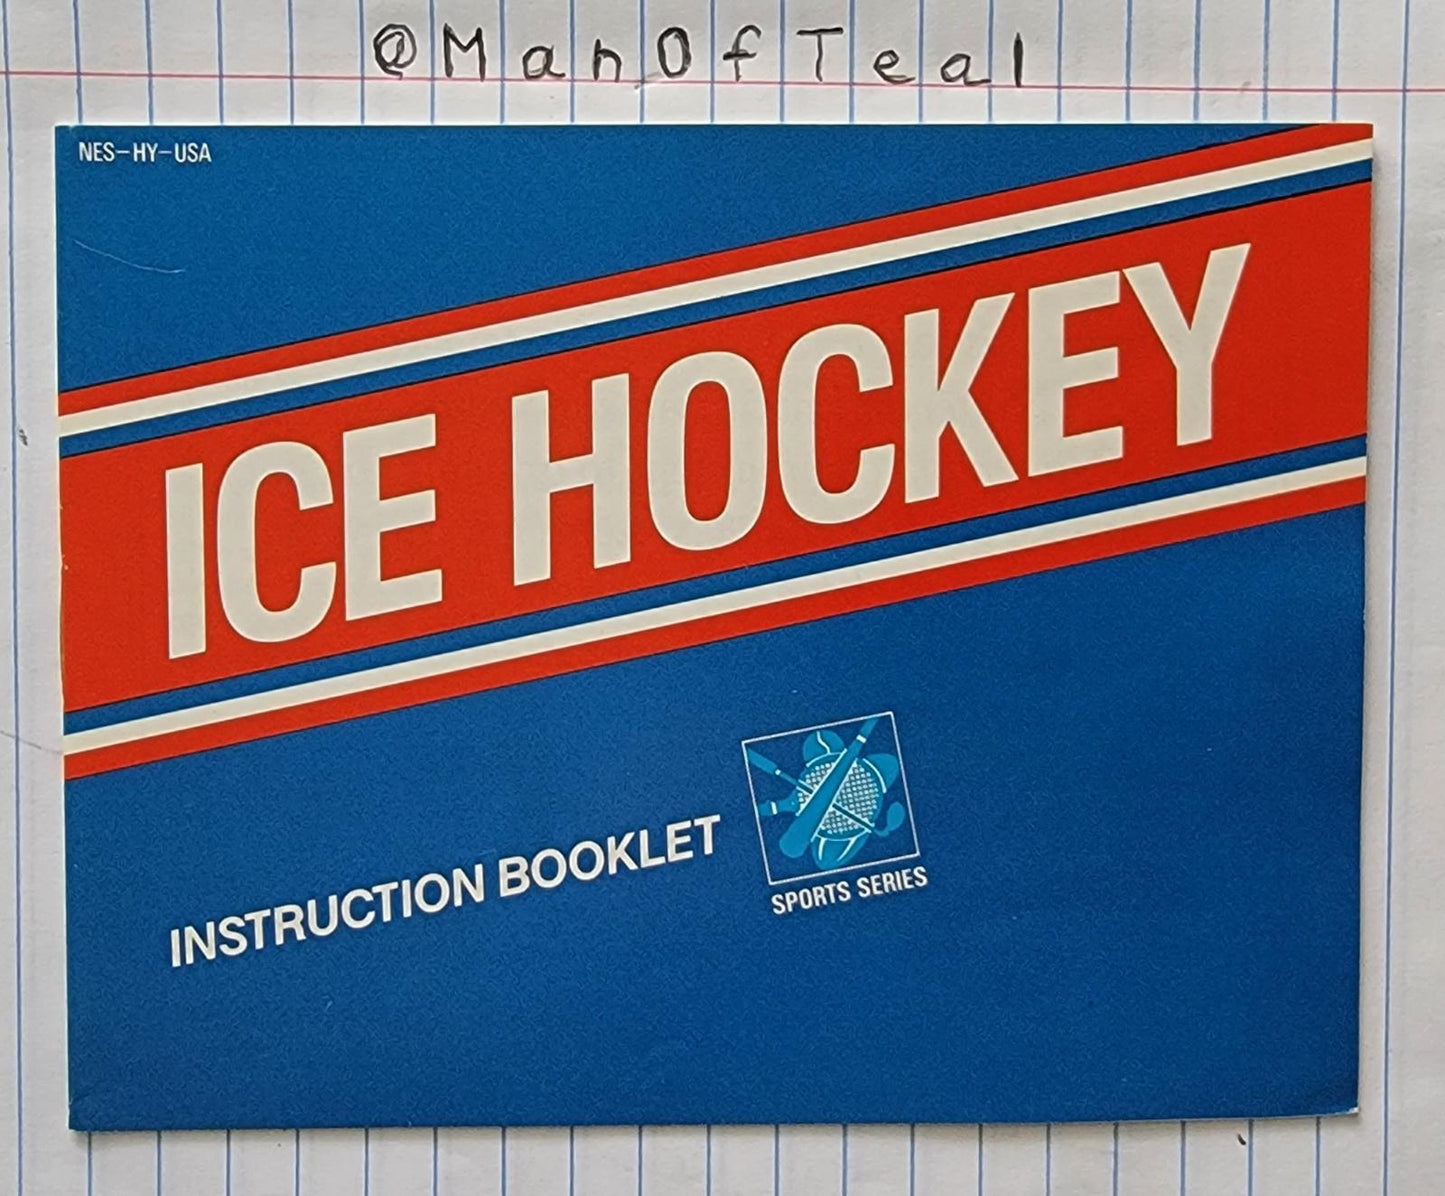 @ManOfTeal
NES-HY-USA
ICE HOCKEY
INSTRUCTION BOOKLET
SPORTS SERIES